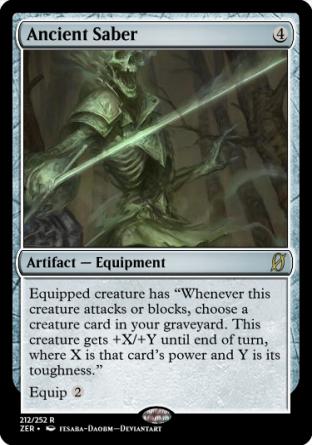 Ancient Saber 4
Artifact — Equipment
Equipped creature has “Whenever this
creature attacks or blocks, choose a
creature card in your graveyard. This
creature gets +X/+Y until end of turn,
where X is that card's power and Y is its
toughness.”
Equip 2
212/252 R
ZER • fesaba-Daobm—Deviantart